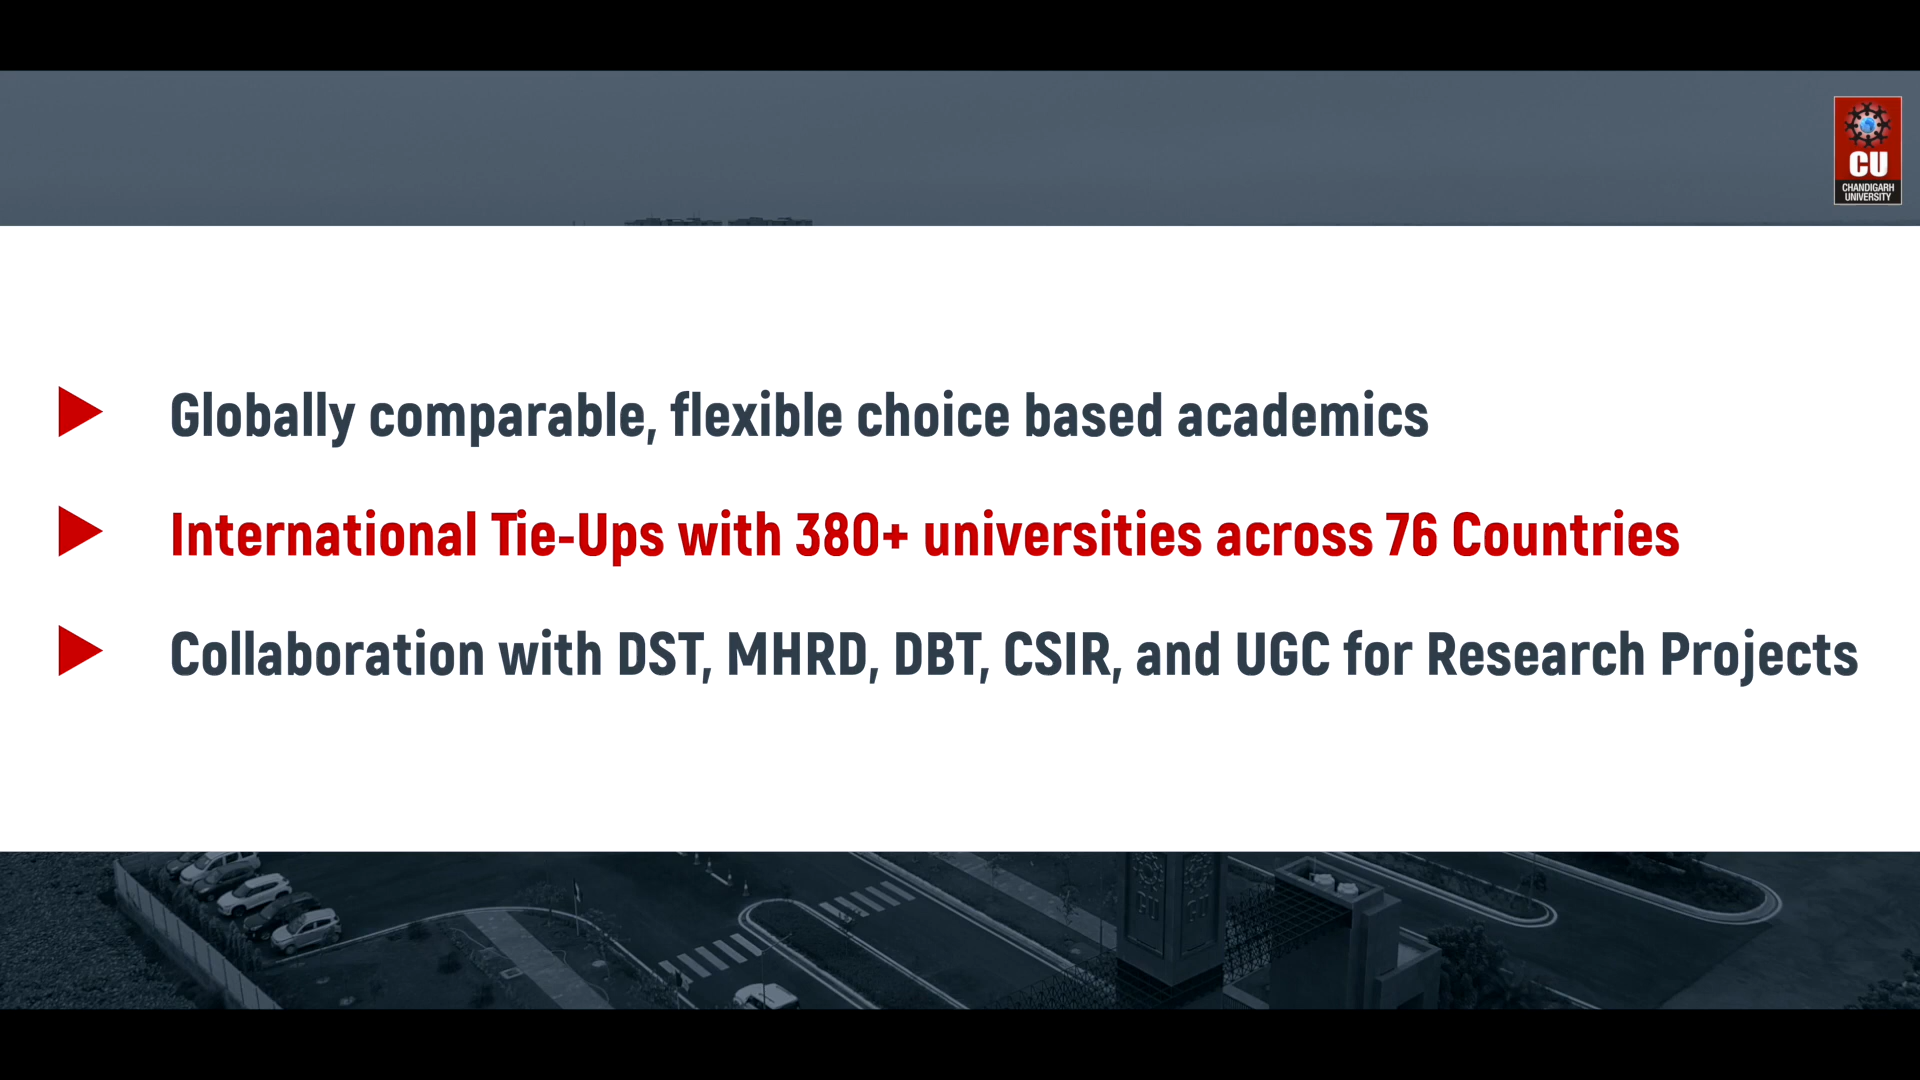 CU
CHANDIGARH
UNIVERSITY
Globally comparable, flexible choice based academics
International Tie-Ups with 380+ universities across 76 Countries
Collaboration with DST, MHRD, DBT, CSIR, and UGC for Research Projects